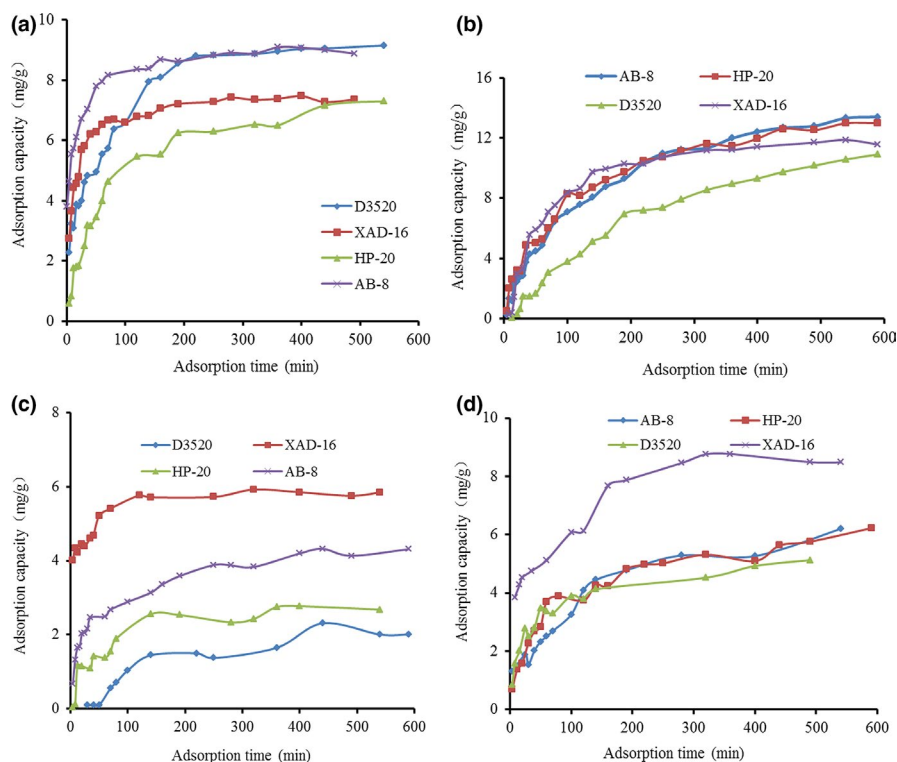 (a)
Adsorption capacity（mg/g）
10
8
6
4
2
0
D3520
XAD-16
HP-20
AB-8
0 100 200 300 400 500 600
Adsorption time (min)
(b)
Adsorption capacity（mg/g）
16
12
8
4
0
AB-8 HP-20
D3520 XAD-16
0 100 200 300 400 500 600
Adsorption time (min)
(c)
Adsorption capacity（mg/g）
8
6
4
2
0
D3520 XAD-16
HP-20 AB-8
0 100 200 300 400 500 600
Adsorption time (min)
(d)
Adsorption capacity（mg/g）
10
8
6
4
2
0
AB-8 HP-20
D3520 XAD-16
0 100 200 300 400 500 600
Adsorption time (min)